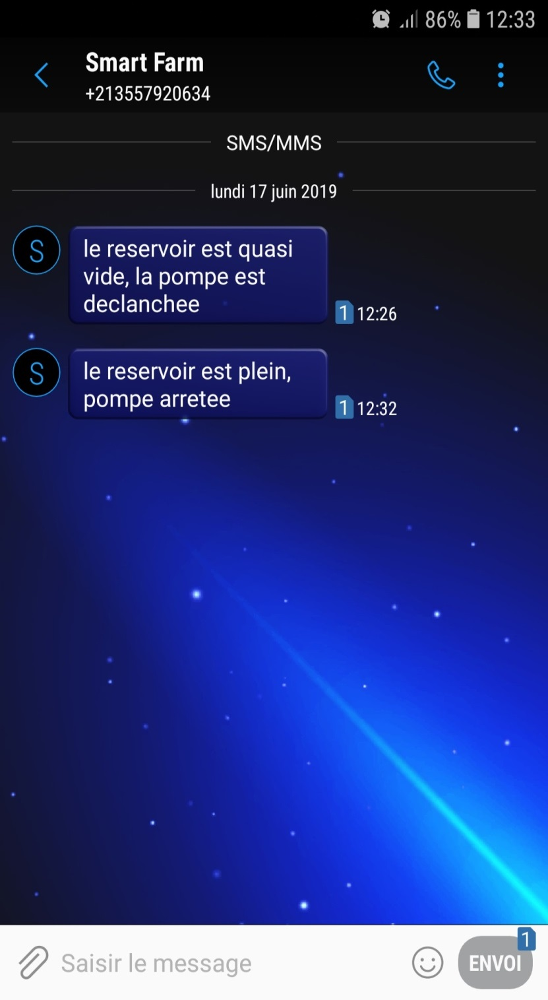 86% 12:33
Smart Farm
+213557920634
SMS/MMS
lundi 17 juin 2019
S
le reservoir est quasi
vide, la pompe est
declanchee
1 12:26
S
le reservoir est plein,
pompe arretee
1 12:32
Saisir le message
1
ENVOI